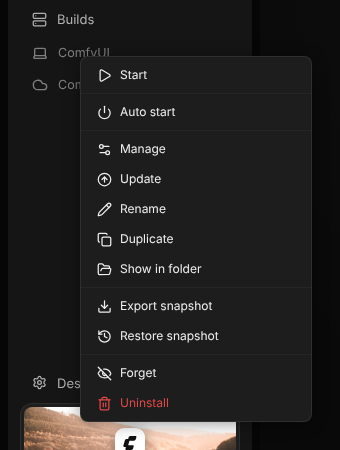 Builds
ComfyUI
Start
Auto start
Manage
Update
Rename
Duplicate
Show in folder
Export snapshot
Restore snapshot
Forget
Uninstall